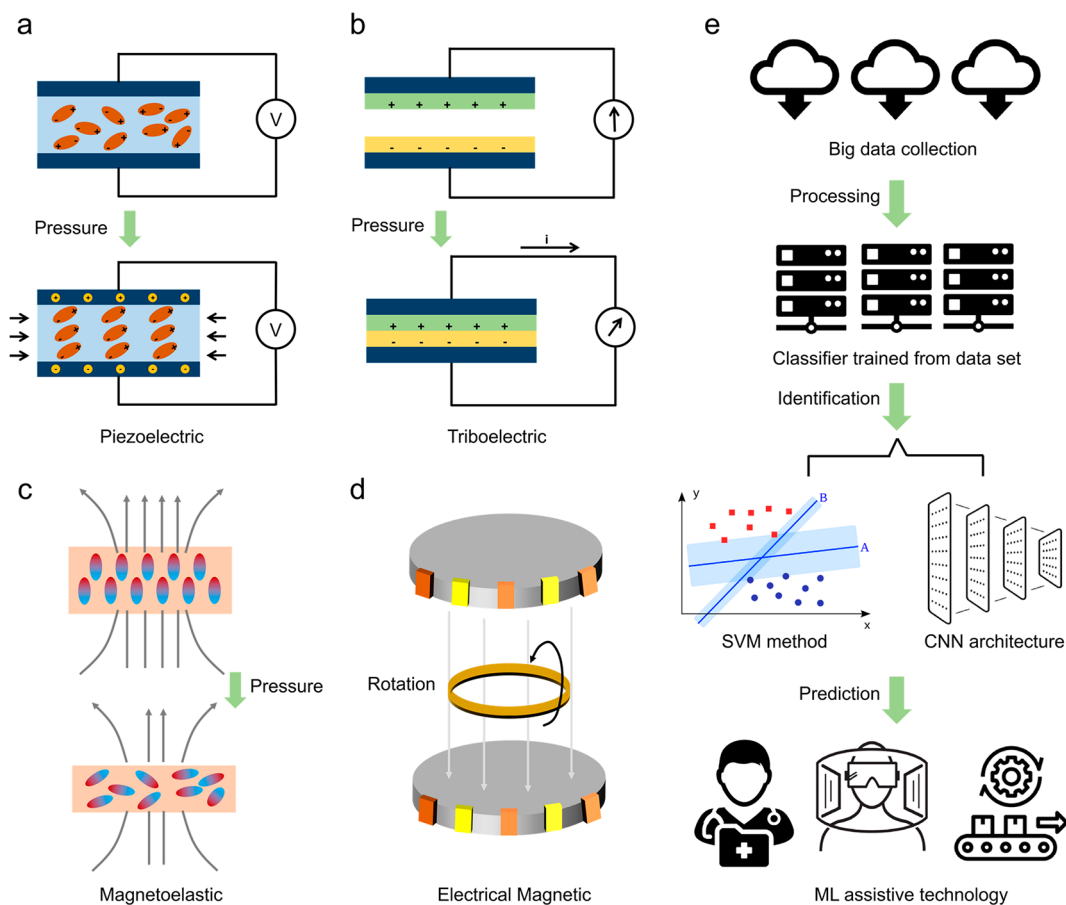 a
V
Pressure
+ + + + +
V
- - - - -
Piezoelectric
b
+ + + + +
- - - - -
Pressure
i
+ + + + +
- - - - -
Triboelectric
c
Pressure
Magnetoelastic
d
Rotation
Electrical Magnetic
e
Big data collection
Processing
Classifier trained from data set
Identification
y
B
A
x
SVM method
CNN architecture
Prediction
ML assistive technology